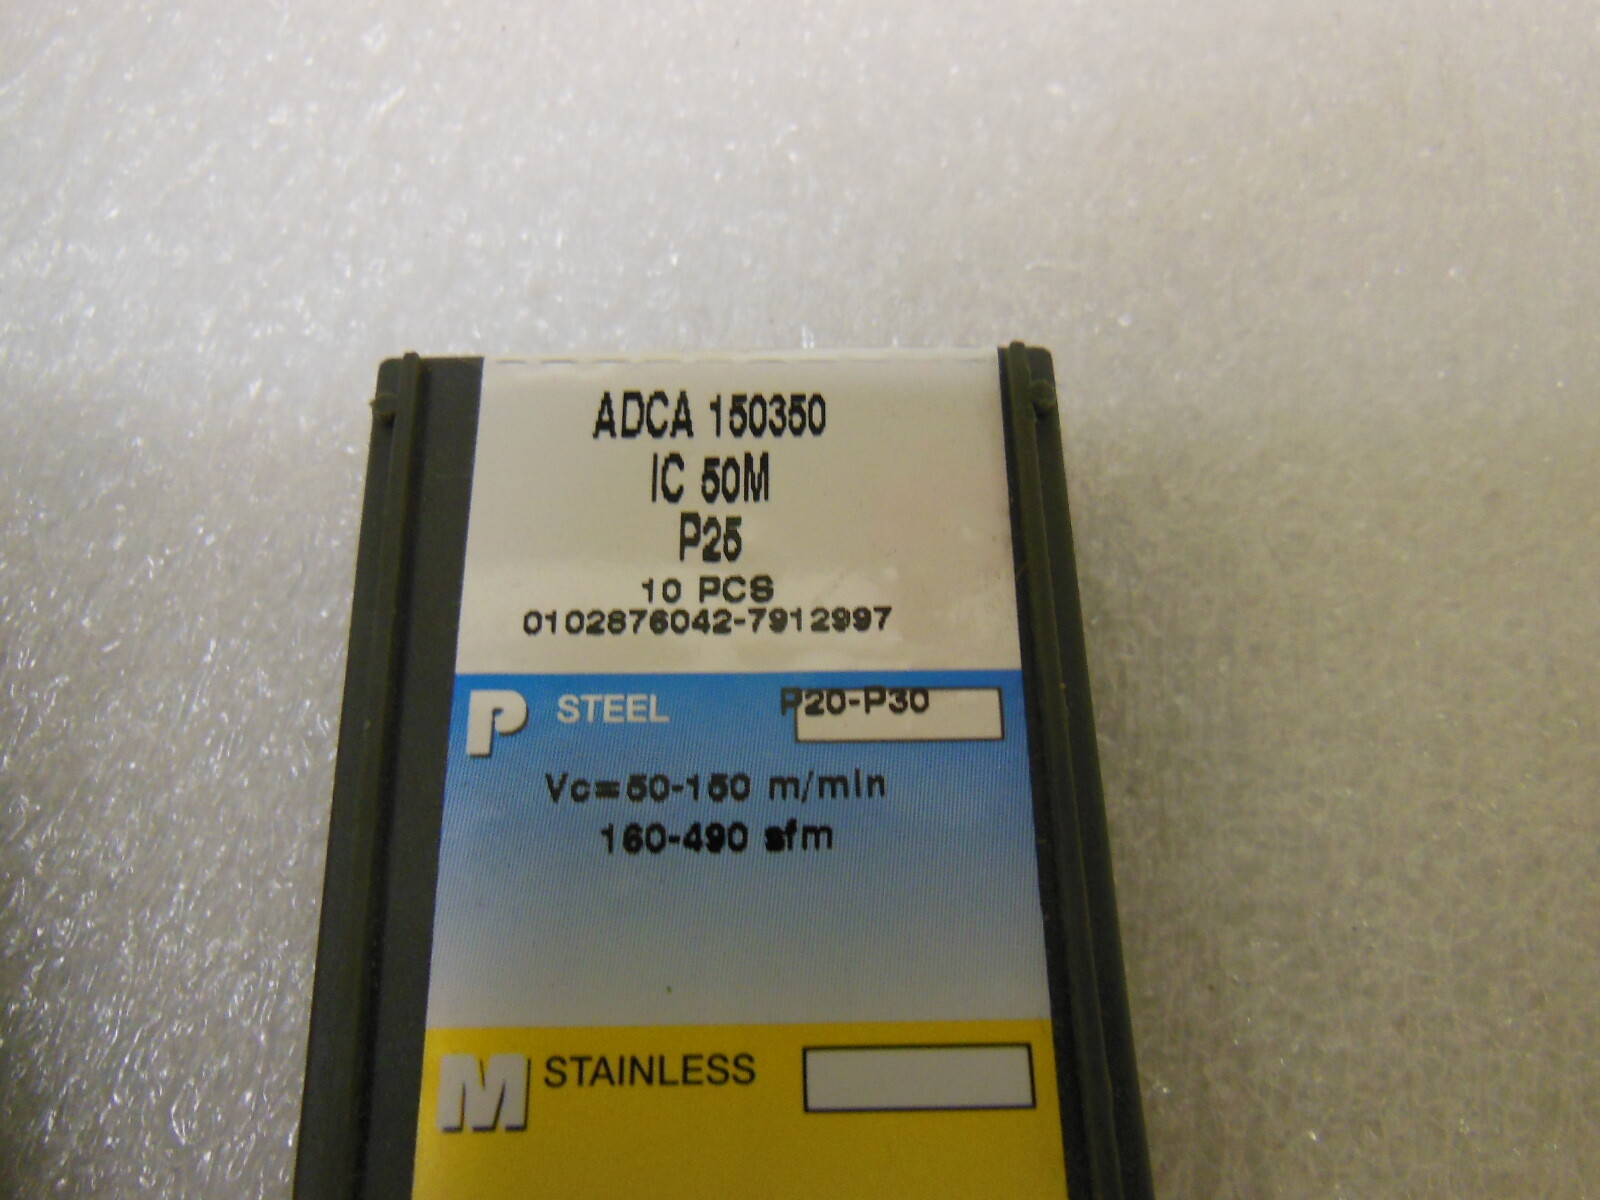 ADCA 150350
IC 50M
P25
10 PCS
0102876042-7912997
P STEEL P20-P30
Vc=50-150 m/min
160-490 sfm
M STAINLESS